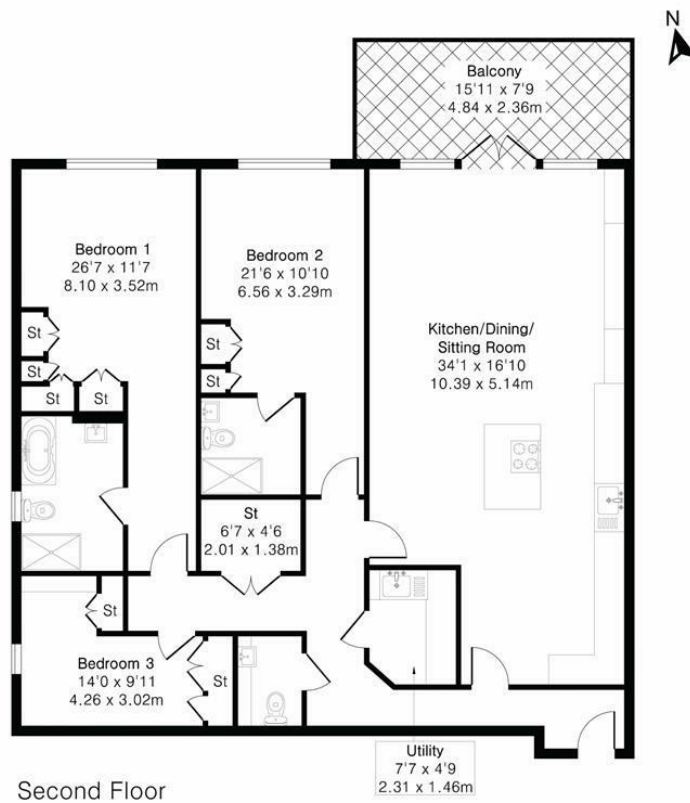 N
Balcony
15'11 x 7'9
4.84 x 2.36m
Bedroom 1
26'7 x 11'7
8.10 x 3.52m
Bedroom 2
21'6 x 10'10
6.56 x 3.29m
Kitchen/Dining/
Sitting Room
34'1 x 16'10
10.39 x 5.14m
St
St
St
St
St
St
St
6'7 x 4'6
2.01 x 1.38m
St
Bedroom 3
14'0 x 9'11
4.26 x 3.02m
St
Utility
7'7 x 4'9
2.31 x 1.46m
Second Floor